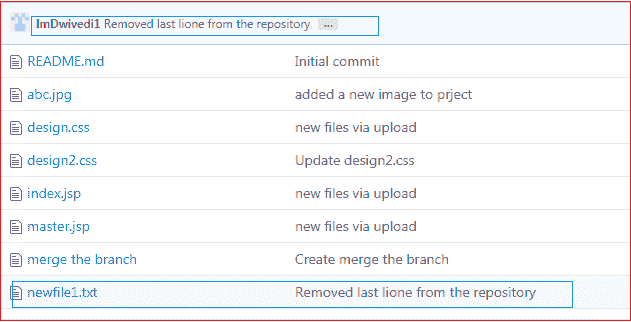 ImDwivedi1 Removed last lione from the repository ...
README.md Initial commit
abc.jpg added a new image to prject
design.css new files via upload
design2.css Update design2.css
index.jsp new files via upload
master.jsp new files via upload
merge the branch Create merge the branch
newfile1.txt Removed last lione from the repository